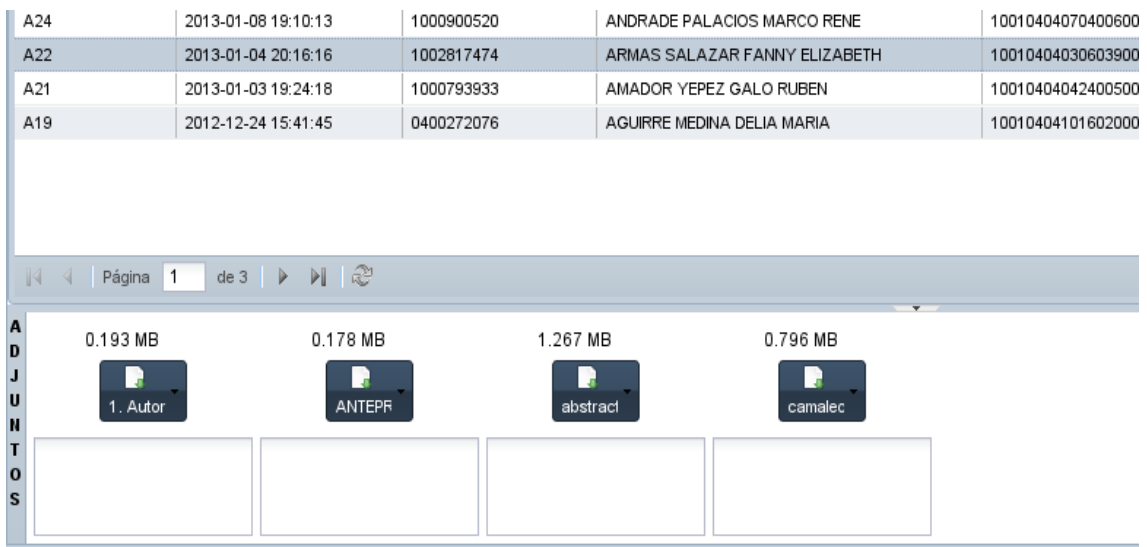 A24 2013-01-08 19:10:13 1000900520 ANDRADE PALACIOS MARCO RENE 10010404070400600
A22 2013-01-04 20:16:16 1002817474 ARMAS SALAZAR FANNY ELIZABETH 10010404030603900
A21 2013-01-03 19:24:18 1000793933 AMADOR YEPEZ GALO RUBEN 10010404042400500
A19 2012-12-24 15:41:45 0400272076 AGUIRRE MEDINA DELIA MARIA 10010404101602000
Página 1 de 3
ADJUNTOS
0.193 MB 0.178 MB 1.267 MB 0.796 MB
1. Autor ANTEPR abstract camalec